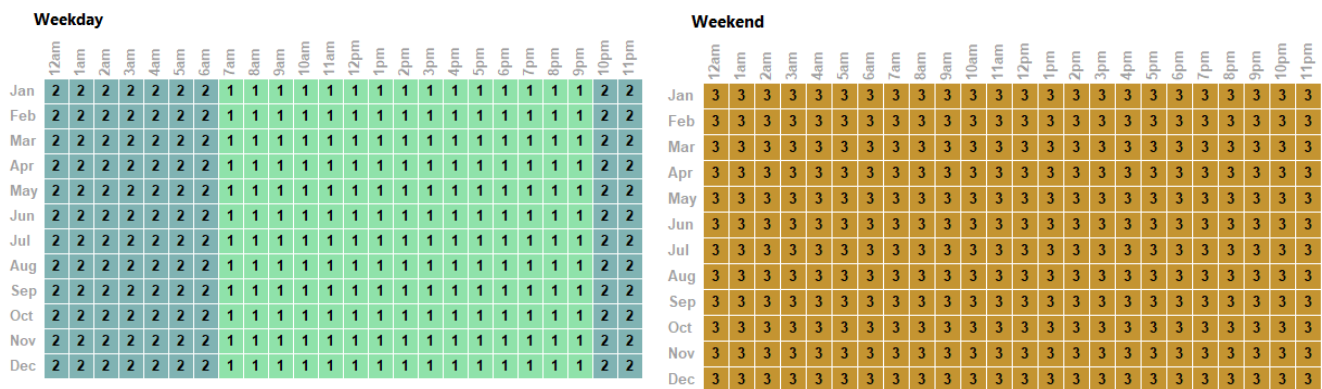 Weekday
12am 1am 2am 3am 4am 5am 6am 7am 8am 9am 10am 11am 12pm 1pm 2pm 3pm 4pm 5pm 6pm 7pm 8pm 9pm 10pm 11pm
Jan 2 2 2 2 2 2 2 1 1 1 1 1 1 1 1 1 1 1 1 1 1 1 2 2
Feb 2 2 2 2 2 2 2 1 1 1 1 1 1 1 1 1 1 1 1 1 1 1 2 2
Mar 2 2 2 2 2 2 2 1 1 1 1 1 1 1 1 1 1 1 1 1 1 1 2 2
Apr 2 2 2 2 2 2 2 1 1 1 1 1 1 1 1 1 1 1 1 1 1 1 2 2
May 2 2 2 2 2 2 2 1 1 1 1 1 1 1 1 1 1 1 1 1 1 1 2 2
Jun 2 2 2 2 2 2 2 1 1 1 1 1 1 1 1 1 1 1 1 1 1 1 2 2
Jul 2 2 2 2 2 2 2 1 1 1 1 1 1 1 1 1 1 1 1 1 1 1 2 2
Aug 2 2 2 2 2 2 2 1 1 1 1 1 1 1 1 1 1 1 1 1 1 1 2 2
Sep 2 2 2 2 2 2 2 1 1 1 1 1 1 1 1 1 1 1 1 1 1 1 2 2
Oct 2 2 2 2 2 2 2 1 1 1 1 1 1 1 1 1 1 1 1 1 1 1 2 2
Nov 2 2 2 2 2 2 2 1 1 1 1 1 1 1 1 1 1 1 1 1 1 1 2 2
Dec 2 2 2 2 2 2 2 1 1 1 1 1 1 1 1 1 1 1 1 1 1 1 2 2
Weekend
12am 1am 2am 3am 4am 5am 6am 7am 8am 9am 10am 11am 12pm 1pm 2pm 3pm 4pm 5pm 6pm 7pm 8pm 9pm 10pm 11pm
Jan 3 3 3 3 3 3 3 3 3 3 3 3 3 3 3 3 3 3 3 3 3 3 3 3
Feb 3 3 3 3 3 3 3 3 3 3 3 3 3 3 3 3 3 3 3 3 3 3 3 3
Mar 3 3 3 3 3 3 3 3 3 3 3 3 3 3 3 3 3 3 3 3 3 3 3 3
Apr 3 3 3 3 3 3 3 3 3 3 3 3 3 3 3 3 3 3 3 3 3 3 3 3
May 3 3 3 3 3 3 3 3 3 3 3 3 3 3 3 3 3 3 3 3 3 3 3 3
Jun 3 3 3 3 3 3 3 3 3 3 3 3 3 3 3 3 3 3 3 3 3 3 3 3
Jul 3 3 3 3 3 3 3 3 3 3 3 3 3 3 3 3 3 3 3 3 3 3 3 3
Aug 3 3 3 3 3 3 3 3 3 3 3 3 3 3 3 3 3 3 3 3 3 3 3 3
Sep 3 3 3 3 3 3 3 3 3 3 3 3 3 3 3 3 3 3 3 3 3 3 3 3
Oct 3 3 3 3 3 3 3 3 3 3 3 3 3 3 3 3 3 3 3 3 3 3 3 3
Nov 3 3 3 3 3 3 3 3 3 3 3 3 3 3 3 3 3 3 3 3 3 3 3 3
Dec 3 3 3 3 3 3 3 3 3 3 3 3 3 3 3 3 3 3 3 3 3 3 3 3